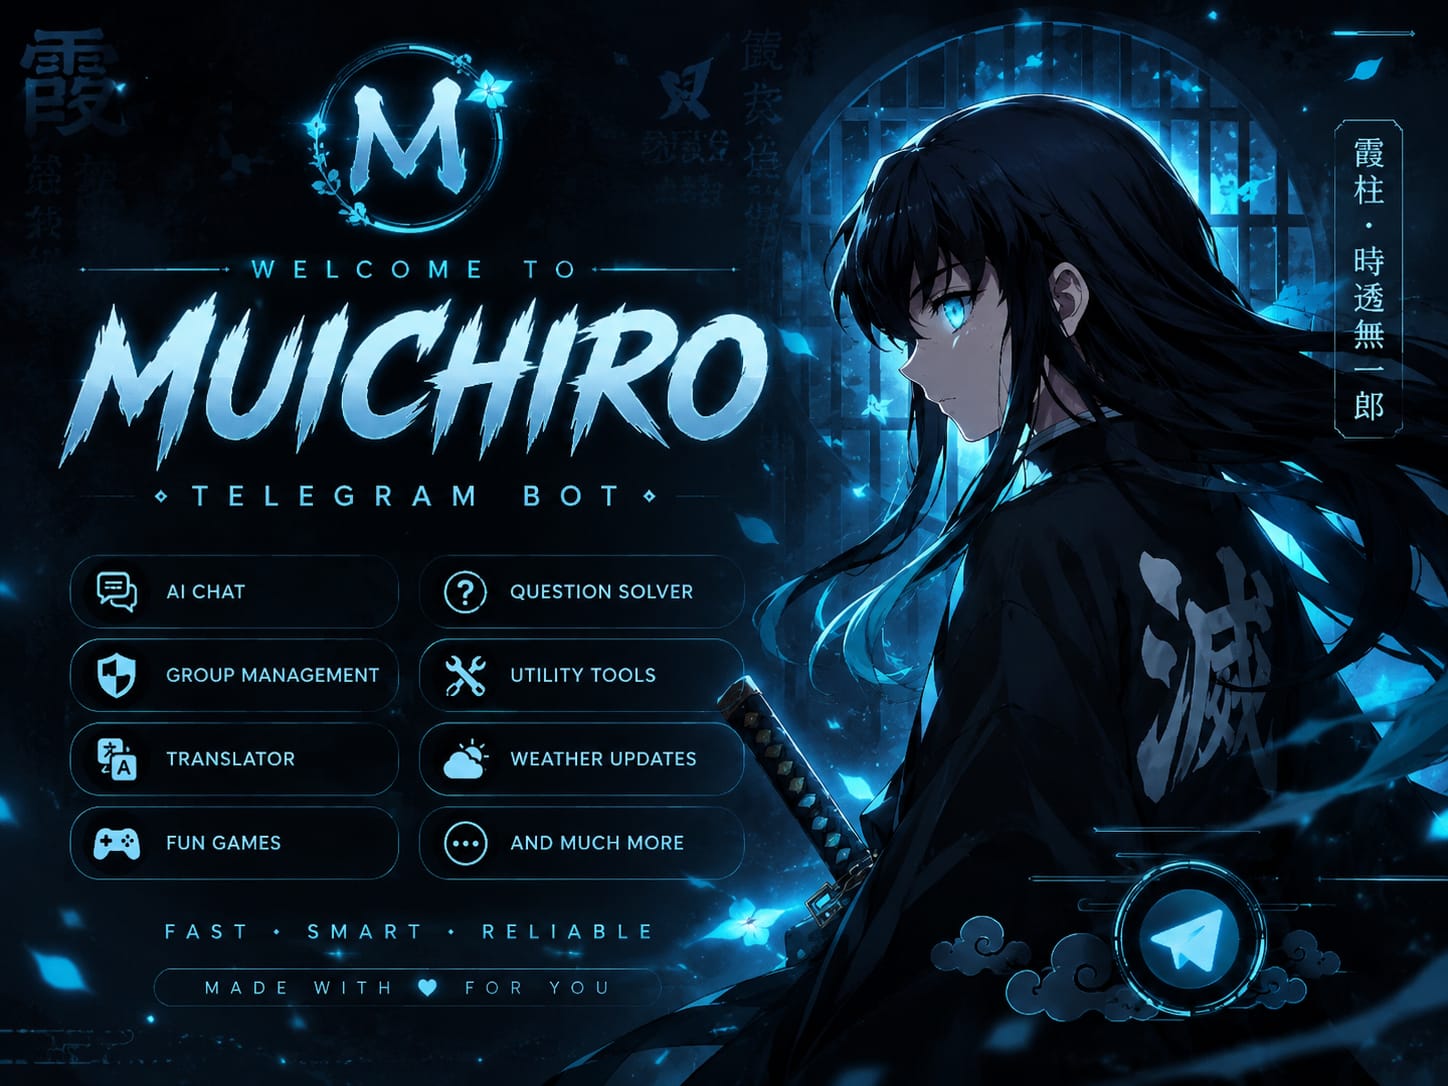 霞
M
WELCOME TO
MUICHIRO
TELEGRAM BOT
AI CHAT
QUESTION SOLVER
GROUP MANAGEMENT
UTILITY TOOLS
TRANSLATOR
WEATHER UPDATES
FUN GAMES
AND MUCH MORE
FAST • SMART • RELIABLE
MADE WITH ♥ FOR YOU
霞柱・時透無一郎
滅